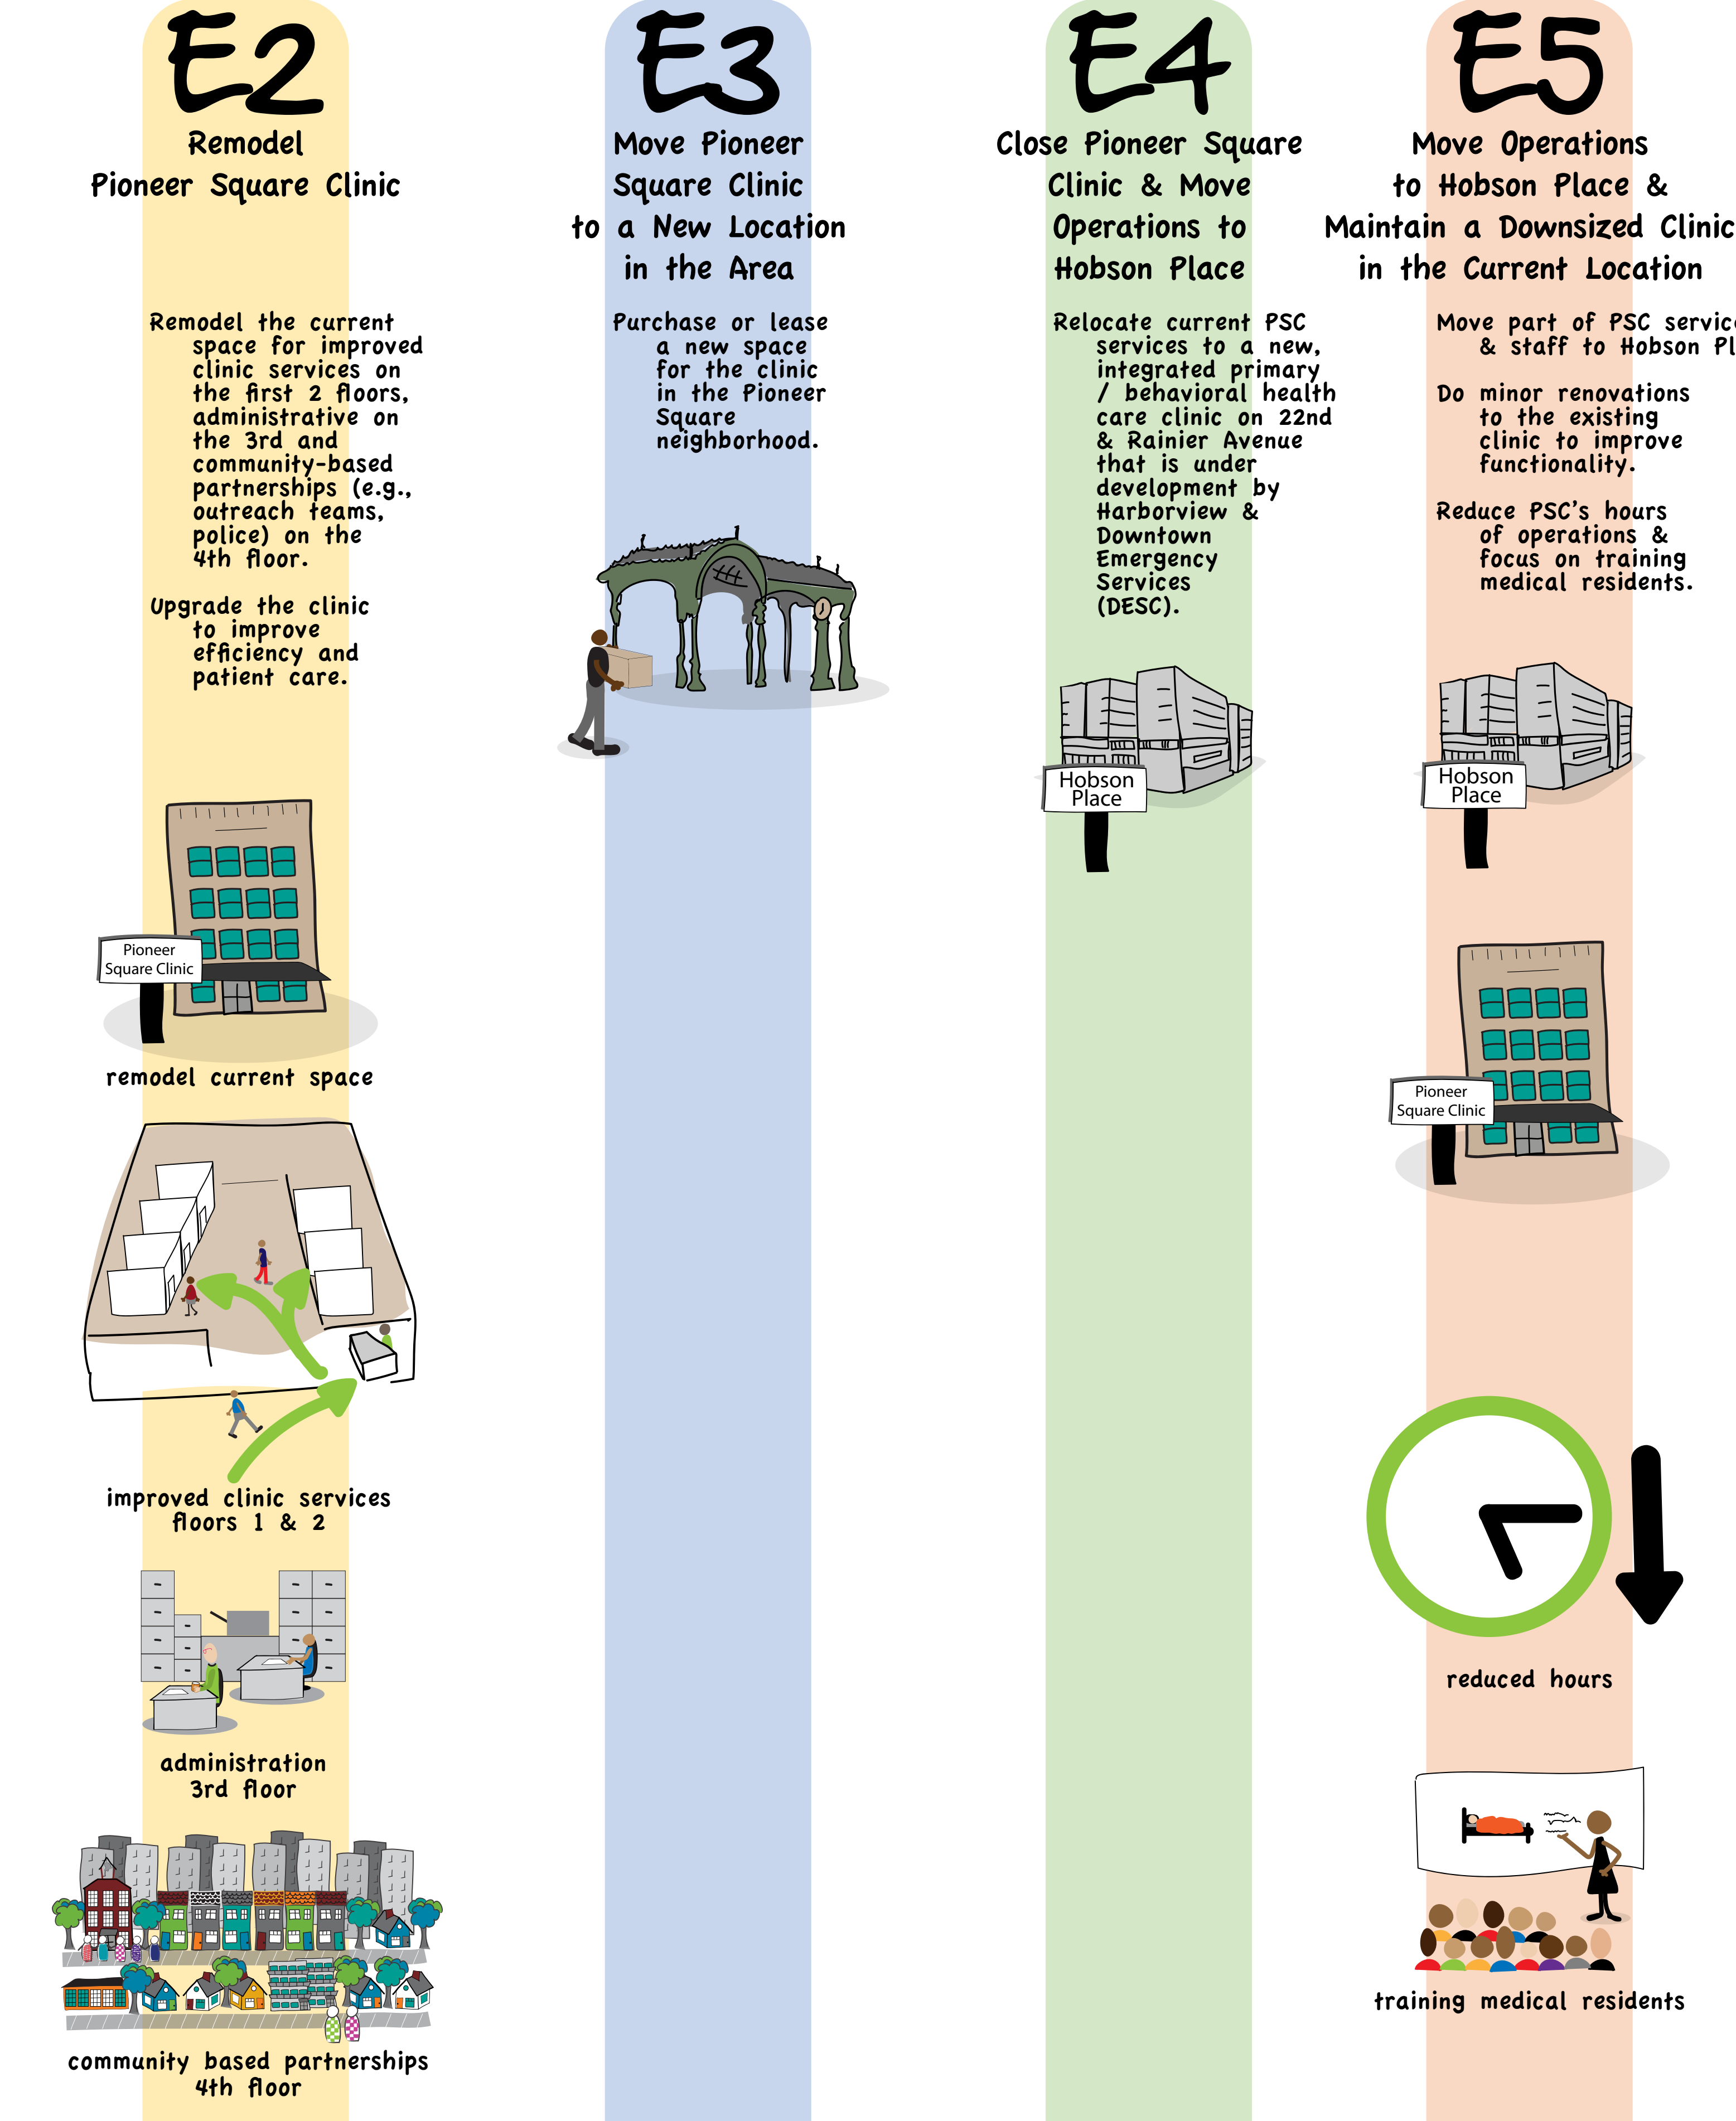 E2
Remodel
Pioneer Square Clinic
Remodel the current
space for improved
clinic services on
the first 2 floors,
administrative on
the 3rd and
community-based
partnerships (e.g.,
outreach teams,
police) on the
4th floor.
Upgrade the clinic
to improve
efficiency and
patient care.
Pioneer
Square Clinic
remodel current space
improved clinic services
floors 1 & 2
administration
3rd floor
community based partnerships
4th floor
E3
Move Pioneer
Square Clinic
to a New Location
in the Area
Purchase or lease
a new space
for the clinic
in the Pioneer
Square
neighborhood.
E4
Close Pioneer Square
Clinic & Move
Operations to
Hobson Place
Relocate current PSC
services to a new,
integrated primary
/ behavioral health
care clinic on 22nd
& Rainier Avenue
that is under
development by
Harborview &
Downtown
Emergency
Services
(DESC).
Hobson
Place
E5
Move Operations
to Hobson Place &
Maintain a Downsized Clinic
in the Current Location
Move part of PSC servic
& staff to Hobson Pl
Do minor renovations
to the existing
clinic to improve
functionality.
Reduce PSC's hours
of operations &
focus on training
medical residents.
Hobson
Place
Pioneer
Square Clinic
reduced hours
training medical residents